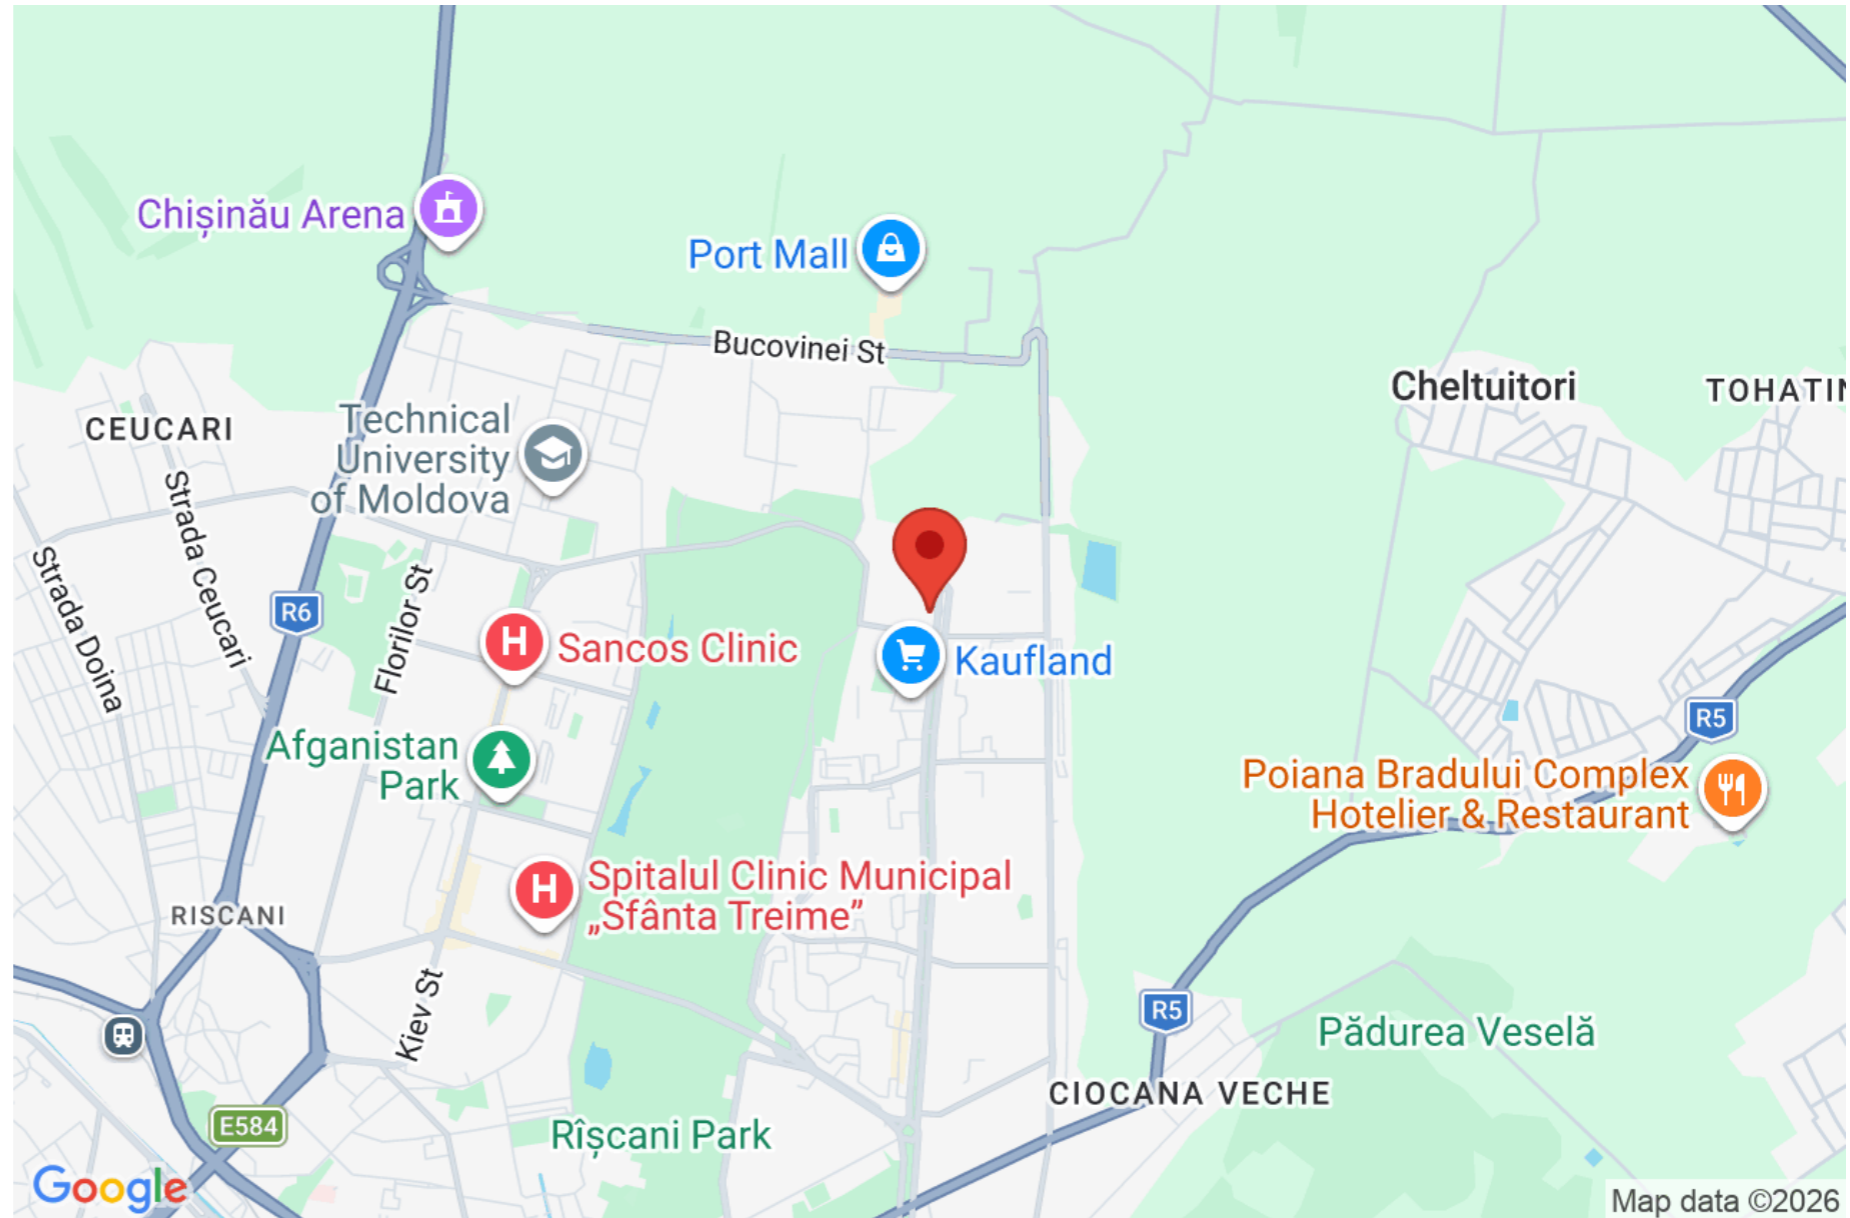 Chișinău Arena
Port Mall
Bucovinei St
Cheltuitori
TOHATIN
CEUCARI
Technical
University
of Moldova
Strada Ceucari
Strada Doina
Florilor St
R6
Sancos Clinic
Kaufland
R5
Afganistan
Park
Poiana Bradului Complex
Hotelier & Restaurant
Spitalul Clinic Municipal
„Sfânta Treime”
RISCANI
Kiev St
R5
Pădurea Veselă
CIOCANA VECHE
E584
Rîșcani Park
Google
Map data ©2026